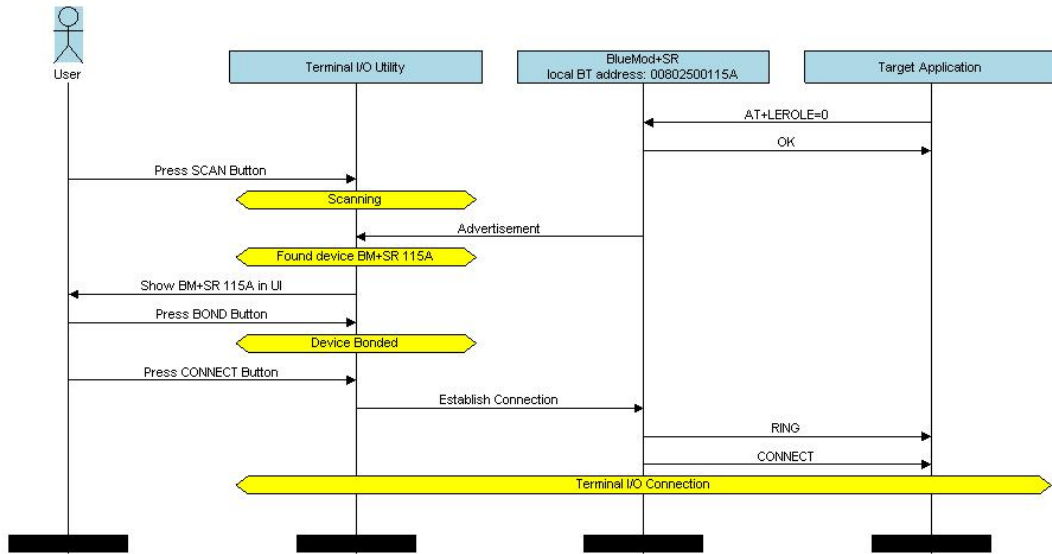 User
Terminal I/O Utility
BlueMod+SR
local BT address: 00802500115A
Target Application
AT+LEROLE=0
OK
Press SCAN Button
Scanning
Advertisement
Found device BM+SR 115A
Show BM+SR 115A in UI
Press BOND Button
Device Bonded
Press CONNECT Button
Establish Connection
RING
CONNECT
Terminal I/O Connection